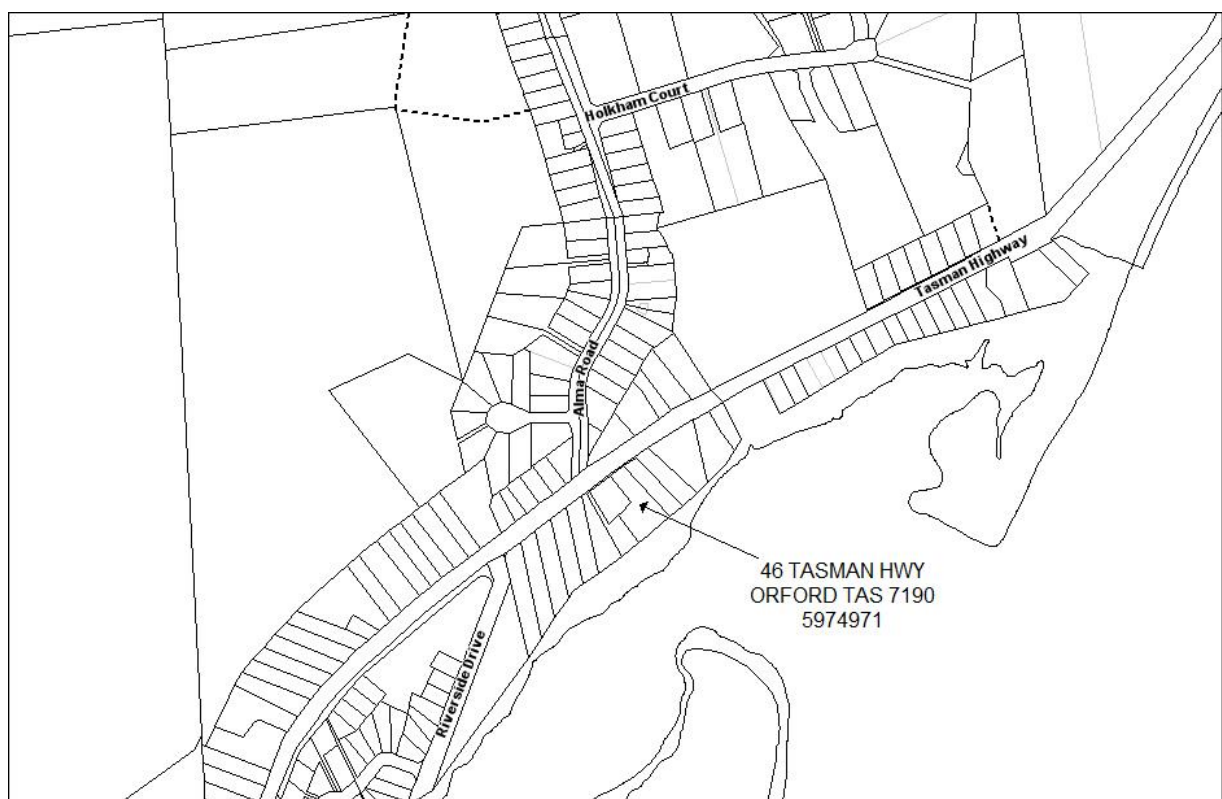 Holkham Court
Tasman Highway
Alma Road
46 TASMAN HWY
ORFORD TAS 7190
5974971
Riverside Drive